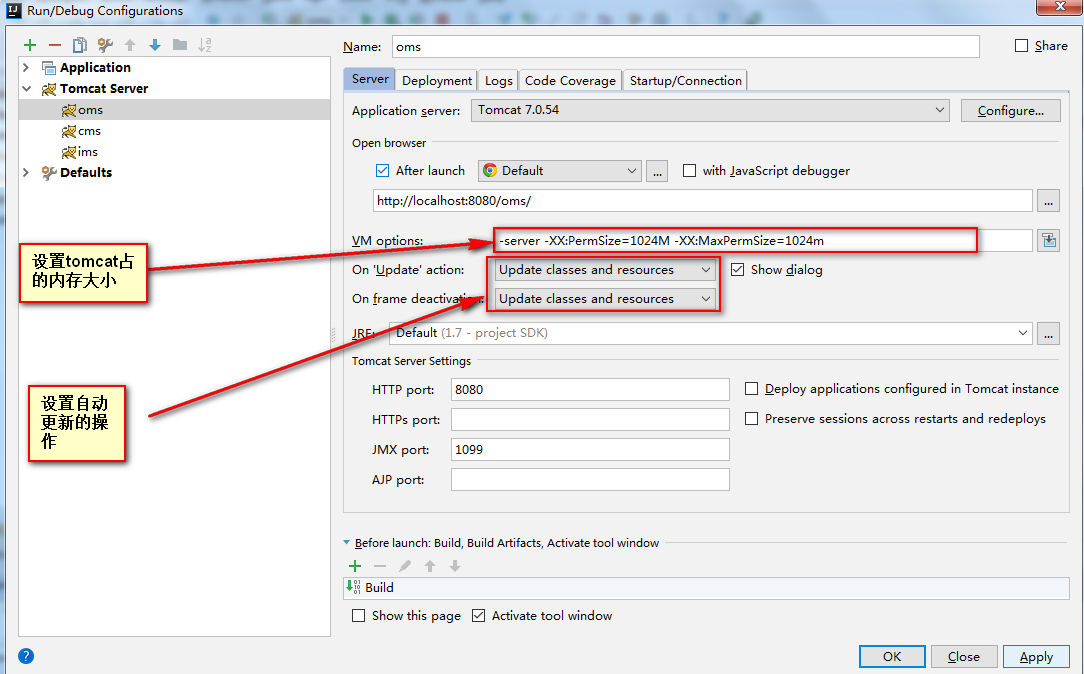 Run/Debug Configurations
Name: oms Share
Application
Tomcat Server
oms
cms
ims
Defaults
Server Deployment Logs Code Coverage Startup/Connection
Application server: Tomcat 7.0.54 Configure...
Open browser
After launch Default ... with JavaScript debugger
http://localhost:8080/oms/ ...
VM options: -server -XX:PermSize=1024M -XX:MaxPermSize=1024m
设置tomcat占
的内存大小
On 'Update' action: Update classes and resources Show dialog
On frame deactivation: Update classes and resources
JRE: Default (1.7 - project SDK) ...
Tomcat Server Settings
HTTP port: 8080 Deploy applications configured in Tomcat instance
HTTPs port: Preserve sessions across restarts and redeploys
JMX port: 1099
AJP port:
设置自动
更新的操
作
Before launch: Build, Build Artifacts, Activate tool window
Build
Show this page Activate tool window
OK Close Apply